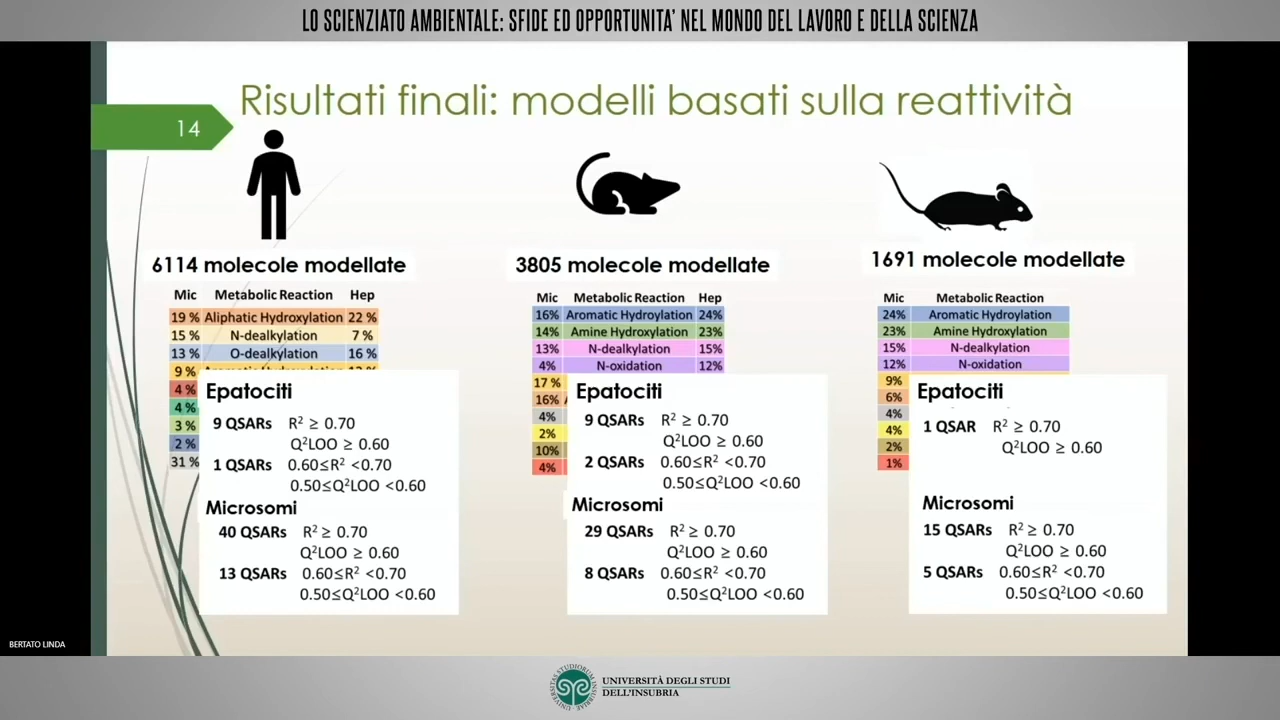 LO SCIENZIATO AMBIENTALE: SFIDE ED OPPORTUNITA' NEL MONDO DEL LAVORO E DELLA SCIENZA
14
Risultati finali: modelli basati sulla reattività
6114 molecole modellate
Mic Metabolic Reaction Hep
19 % Aliphatic Hydroxylation 22 %
15 % N-dealkylation 7 %
13 % O-dealkylation 16 %
9 %
4 %
4 %
3 %
2 %
31 %
Epatociti
9 QSARs R² ≥ 0.70
Q²LOO ≥ 0.60
1 QSARs 0.60≤R² <0.70
0.50≤Q²LOO <0.60
Microsomi
40 QSARs R² ≥ 0.70
Q²LOO ≥ 0.60
13 QSARs 0.60≤R² <0.70
0.50≤Q²LOO <0.60
3805 molecole modellate
Mic Metabolic Reaction Hep
16% Aromatic Hydroxylation 24%
14% Amine Hydroxylation 23%
13% N-dealkylation 15%
4% N-oxidation 12%
17 %
16%
4%
2%
10%
4%
Epatociti
9 QSARs R² ≥ 0.70
Q²LOO ≥ 0.60
2 QSARs 0.60≤R² <0.70
0.50≤Q²LOO <0.60
Microsomi
29 QSARs R² ≥ 0.70
Q²LOO ≥ 0.60
8 QSARs 0.60≤R² <0.70
0.50≤Q²LOO <0.60
1691 molecole modellate
Mic Metabolic Reaction
24% Aromatic Hydroylation
23% Amine Hydroxylation
15% N-dealkylation
12% N-oxidation
9%
6%
4%
4%
2%
1%
Epatociti
1 QSAR R² ≥ 0.70
Q²LOO ≥ 0.60
Microsomi
15 QSARs R² ≥ 0.70
Q²LOO ≥ 0.60
5 QSARs 0.60≤R² <0.70
0.50≤Q²LOO <0.60
BERTATO LINDA
UNIVERSITÀ DEGLI STUDI
DELL'INSUBRIA